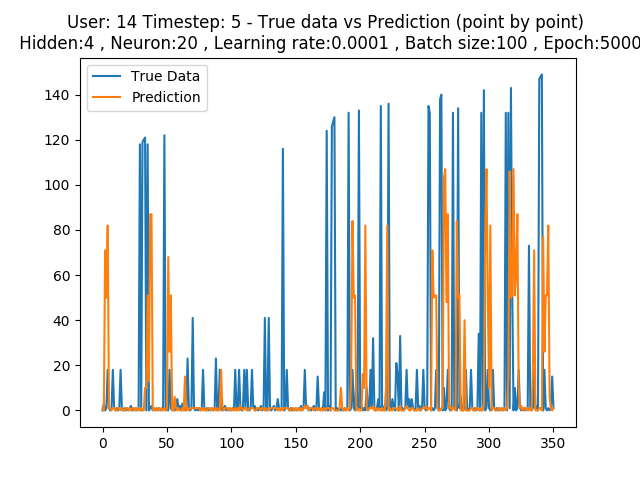 User: 14 Timestep: 5 - True data vs Prediction (point by point)
Hidden:4 , Neuron:20 , Learning rate:0.0001 , Batch size:100 , Epoch:5000
True Data
Prediction
140
120
100
80
60
40
20
0
0 50 100 150 200 250 300 350